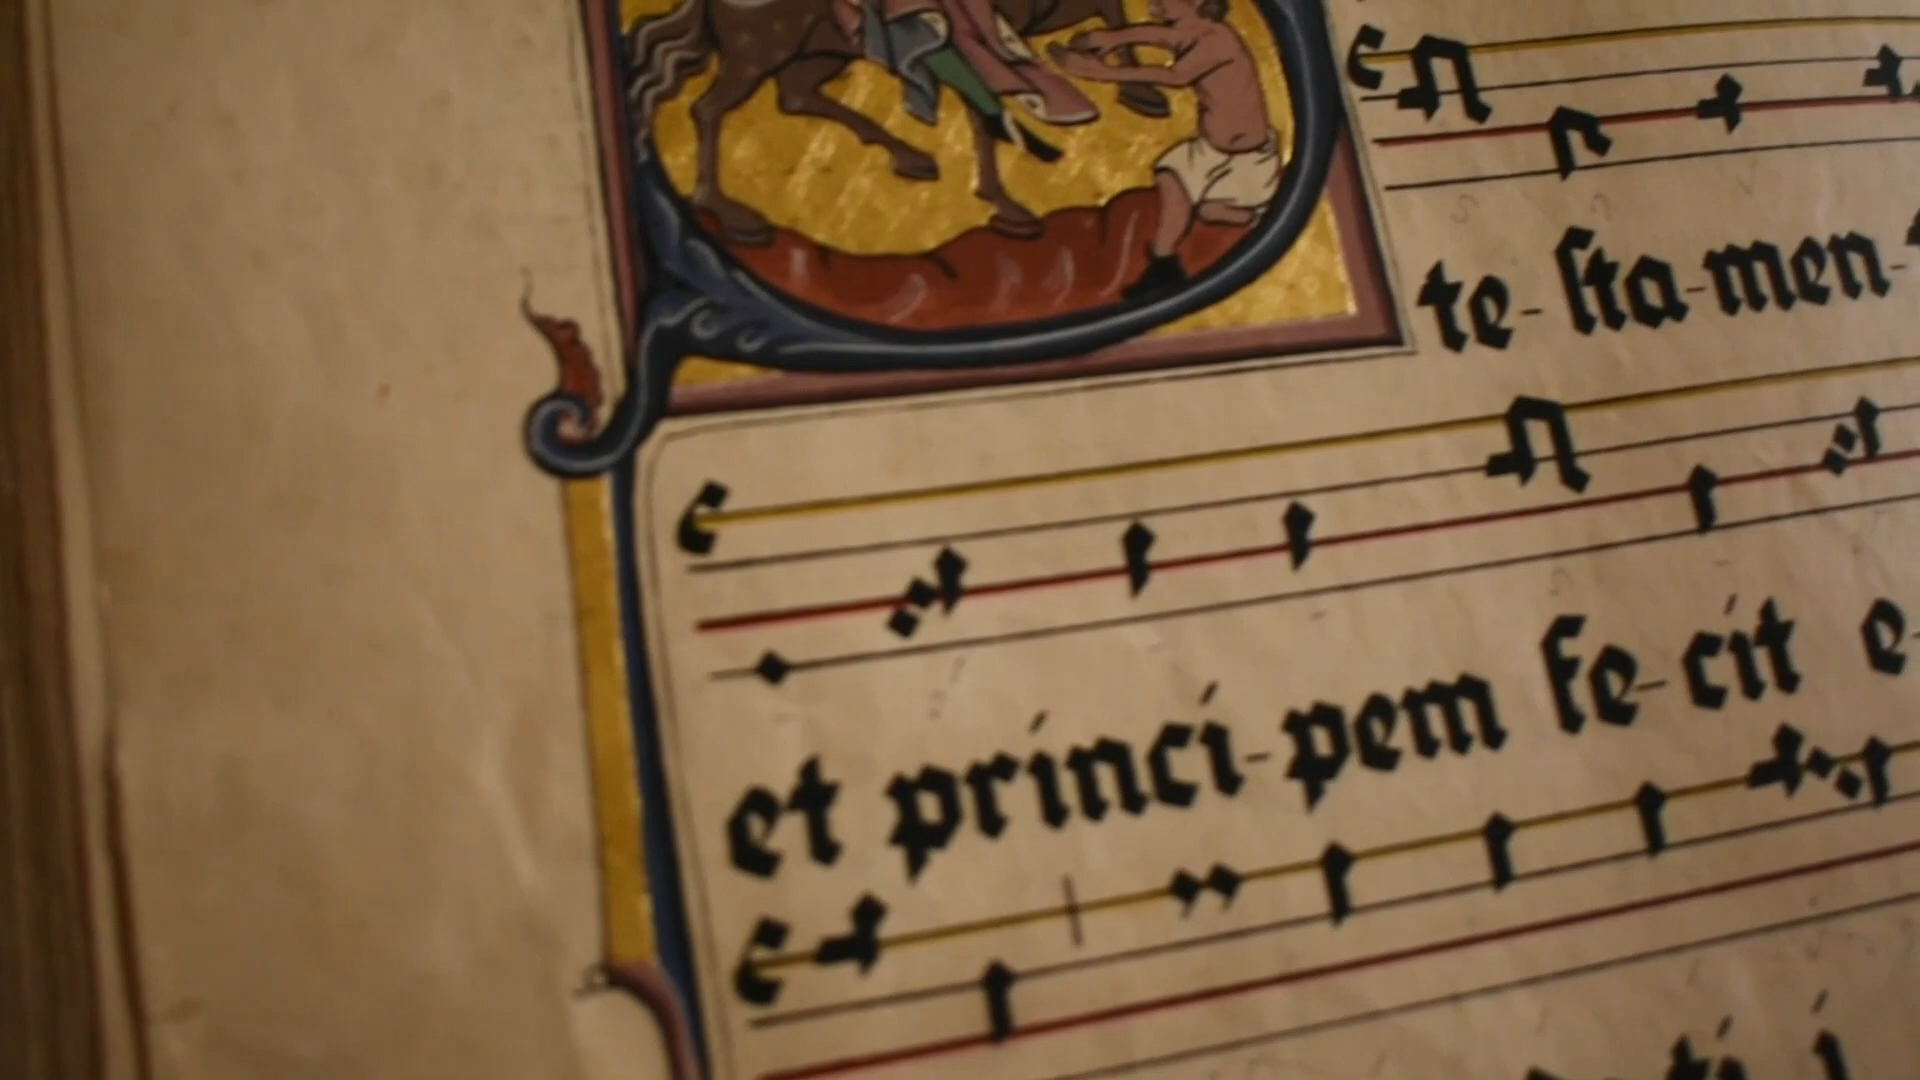 te-sta-men-
et princi-pem fe-cit e-